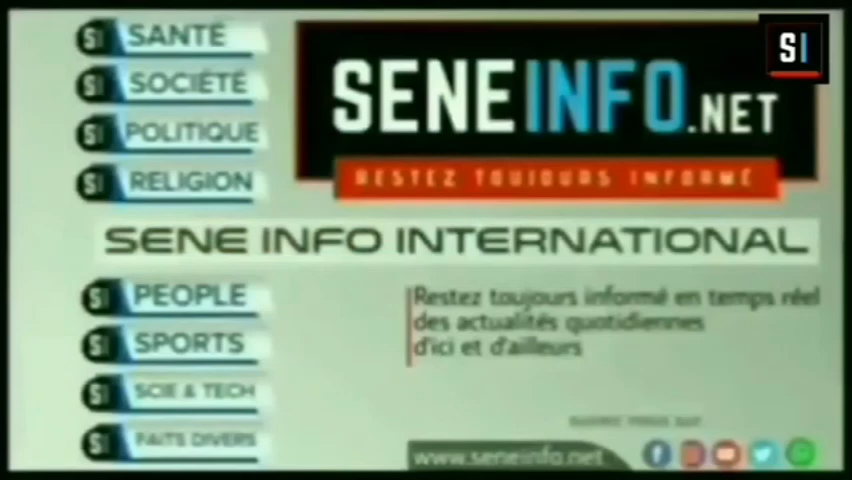 SANTÉ
SOCIÉTÉ
POLITIQUE
RELIGION
SENEINFO.NET
RESTEZ TOUJOURS INFORMÉ
SI
SENE INFO INTERNATIONAL
PEOPLE
SPORTS
SCIE & TECH
FAITS DIVERS
Restez toujours informé en temps réel
des actualités quotidiennes
d'ici et d'ailleurs
www.seneinfo.net